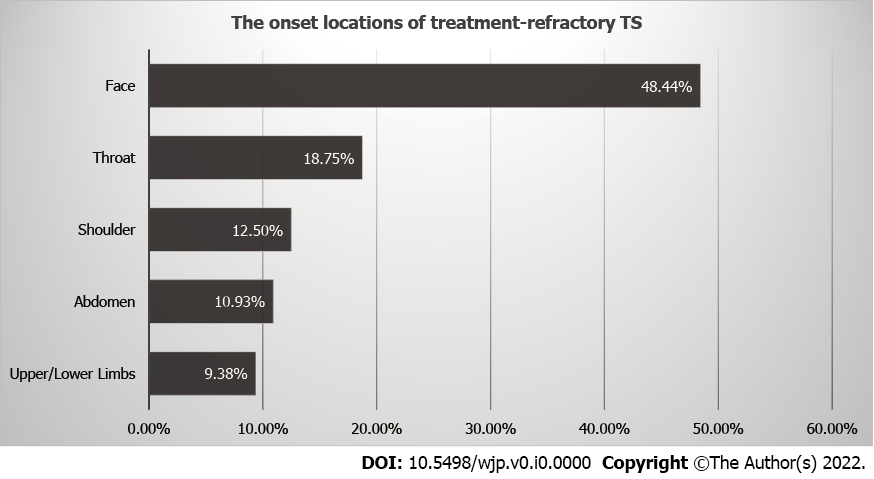 The onset locations of treatment-refractory TS
Face
48.44%
Throat
18.75%
Shoulder
12.50%
Abdomen
10.93%
Upper/Lower Limbs
9.38%
0.00% 10.00% 20.00% 30.00% 40.00% 50.00% 60.00%
DOI: 10.5498/wjp.v0.i0.0000 Copyright ©The Author(s) 2022.